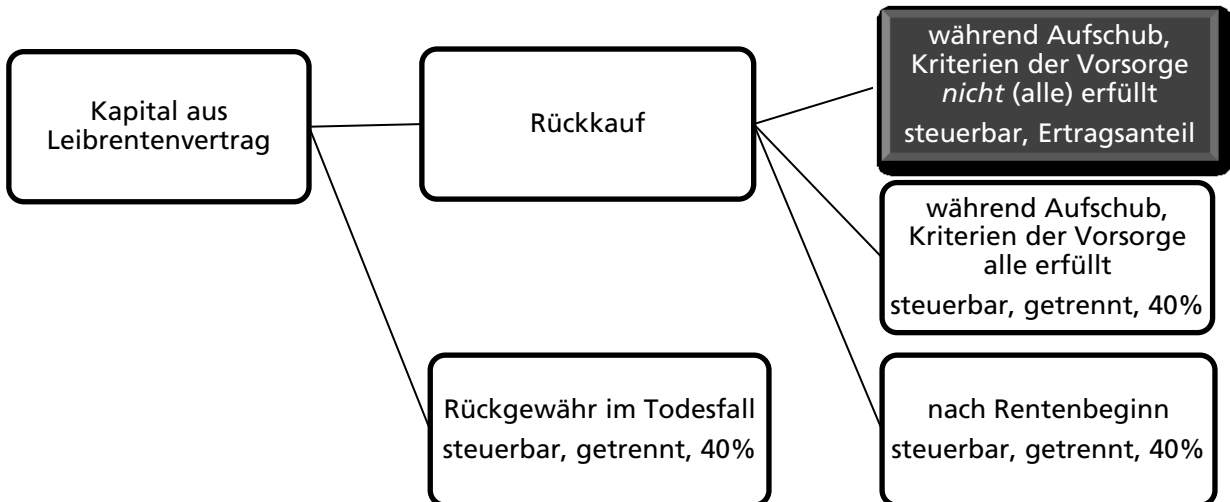 Kapital aus
Leibrentenvertrag
Rückkauf
während Aufschub,
Kriterien der Vorsorge
nicht (alle) erfüllt
steuerbar, Ertragsanteil
während Aufschub,
Kriterien der Vorsorge
alle erfüllt
steuerbar, getrennt, 40%
Rückgewähr im Todesfall
steuerbar, getrennt, 40%
nach Rentenbeginn
steuerbar, getrennt, 40%